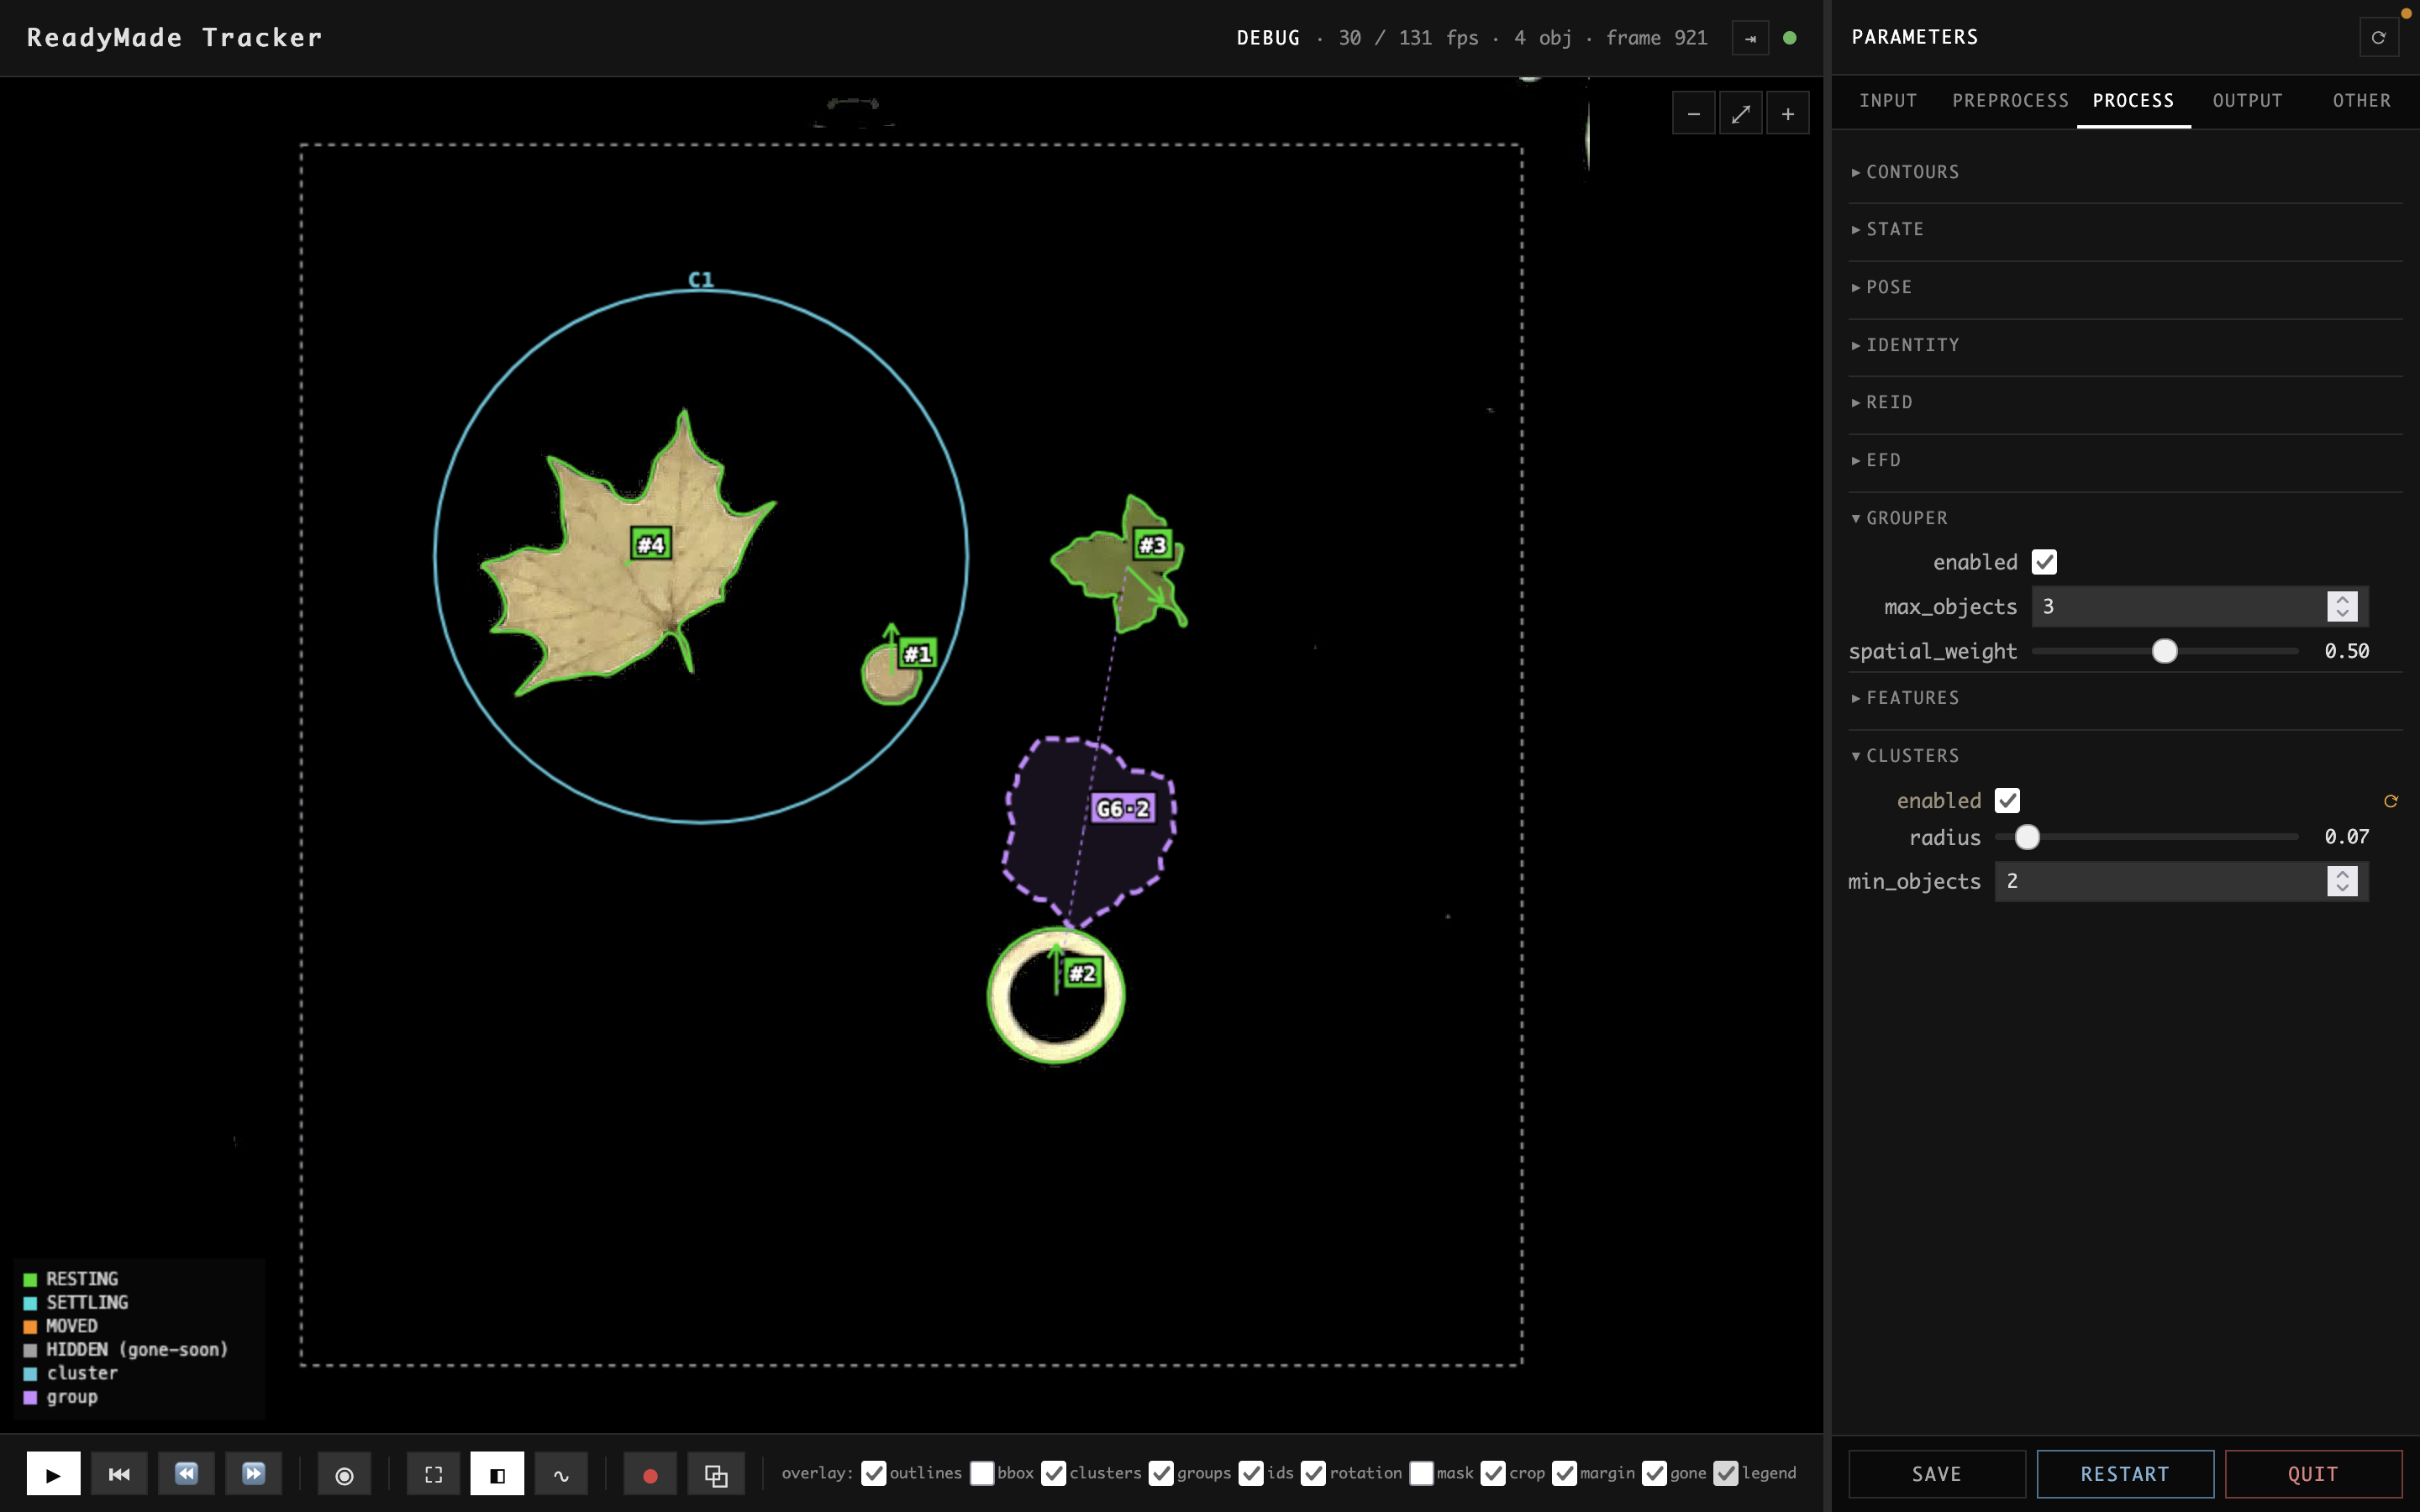 ReadyMade Tracker
DEBUG · 30 / 131 fps · 4 obj · frame 921
PARAMETERS
INPUT PREPROCESS PROCESS OUTPUT OTHER
CONTOURS
STATE
POSE
IDENTITY
REID
EFD
GROUPER
enabled
max_objects 3
spatial_weight 0.50
FEATURES
CLUSTERS
enabled
radius 0.07
min_objects 2
C1
#4
#3
#1
G6·2
#2
RESTING
SETTLING
MOVED
HIDDEN (gone-soon)
cluster
group
overlay: outlines bbox clusters groups ids rotation mask crop margin gone legend
SAVE RESTART QUIT